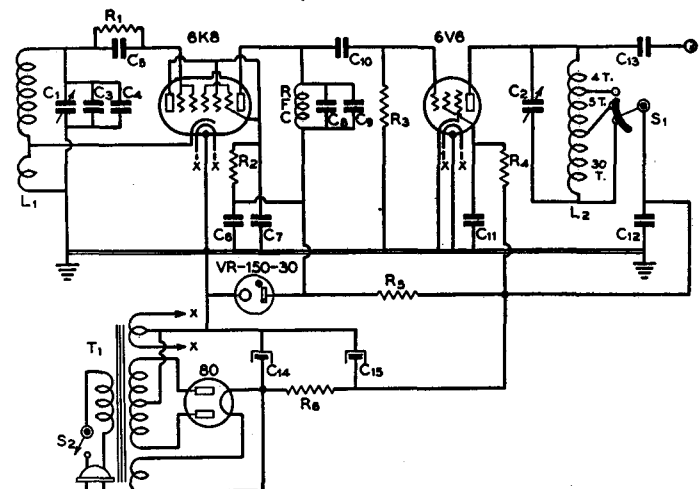 R1
6K8
6V6
C5
C10
C13
C1
C3
C4
RFC
C8
C9
R3
C2
4 T.
5 T.
S1
X
X
R2
X
X
R4
30 T.
L1
L2
C6
C7
C11
C12
VR-150-30
R5
X
T1
X
C14
C15
80
R6
S2